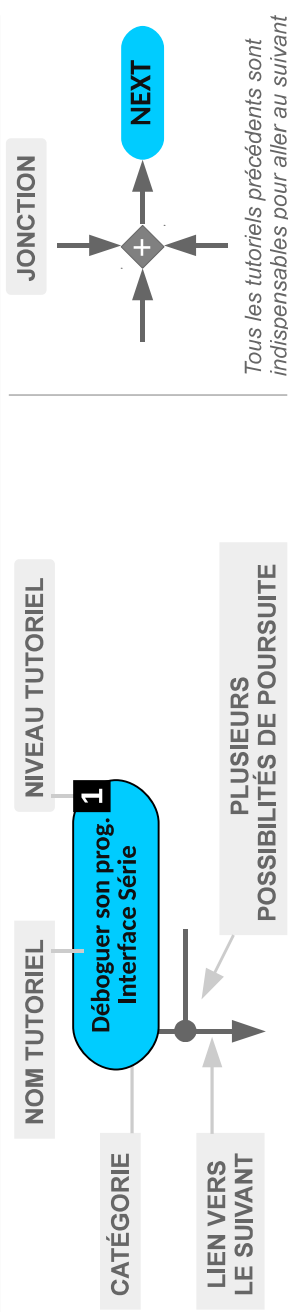 NOM TUTORIEL
NIVEAU TUTORIEL
CATÉGORIE
1
Déboguer son prog.
Interface Série
LIEN VERS
LE SUIVANT
PLUSIEURS
POSSIBILITÉS DE POURSUITE
JONCTION
+
NEXT
Tous les tutoriels précédents sont
indispensables pour aller au suivant